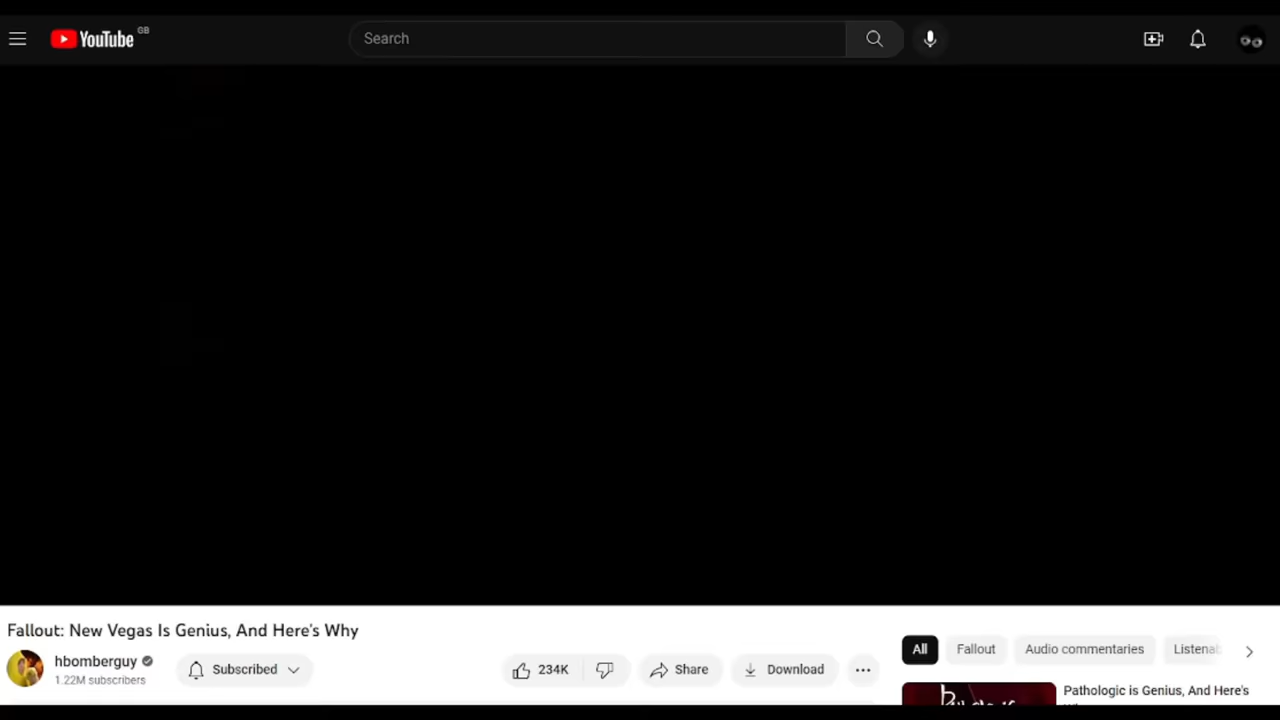 YouTube GB
Search
Fallout: New Vegas Is Genius, And Here's Why
hbomberguy
1.22M subscribers
Subscribed
234K
Share
Download
All
Fallout
Audio commentaries
Pathologic is Genius, And Here's